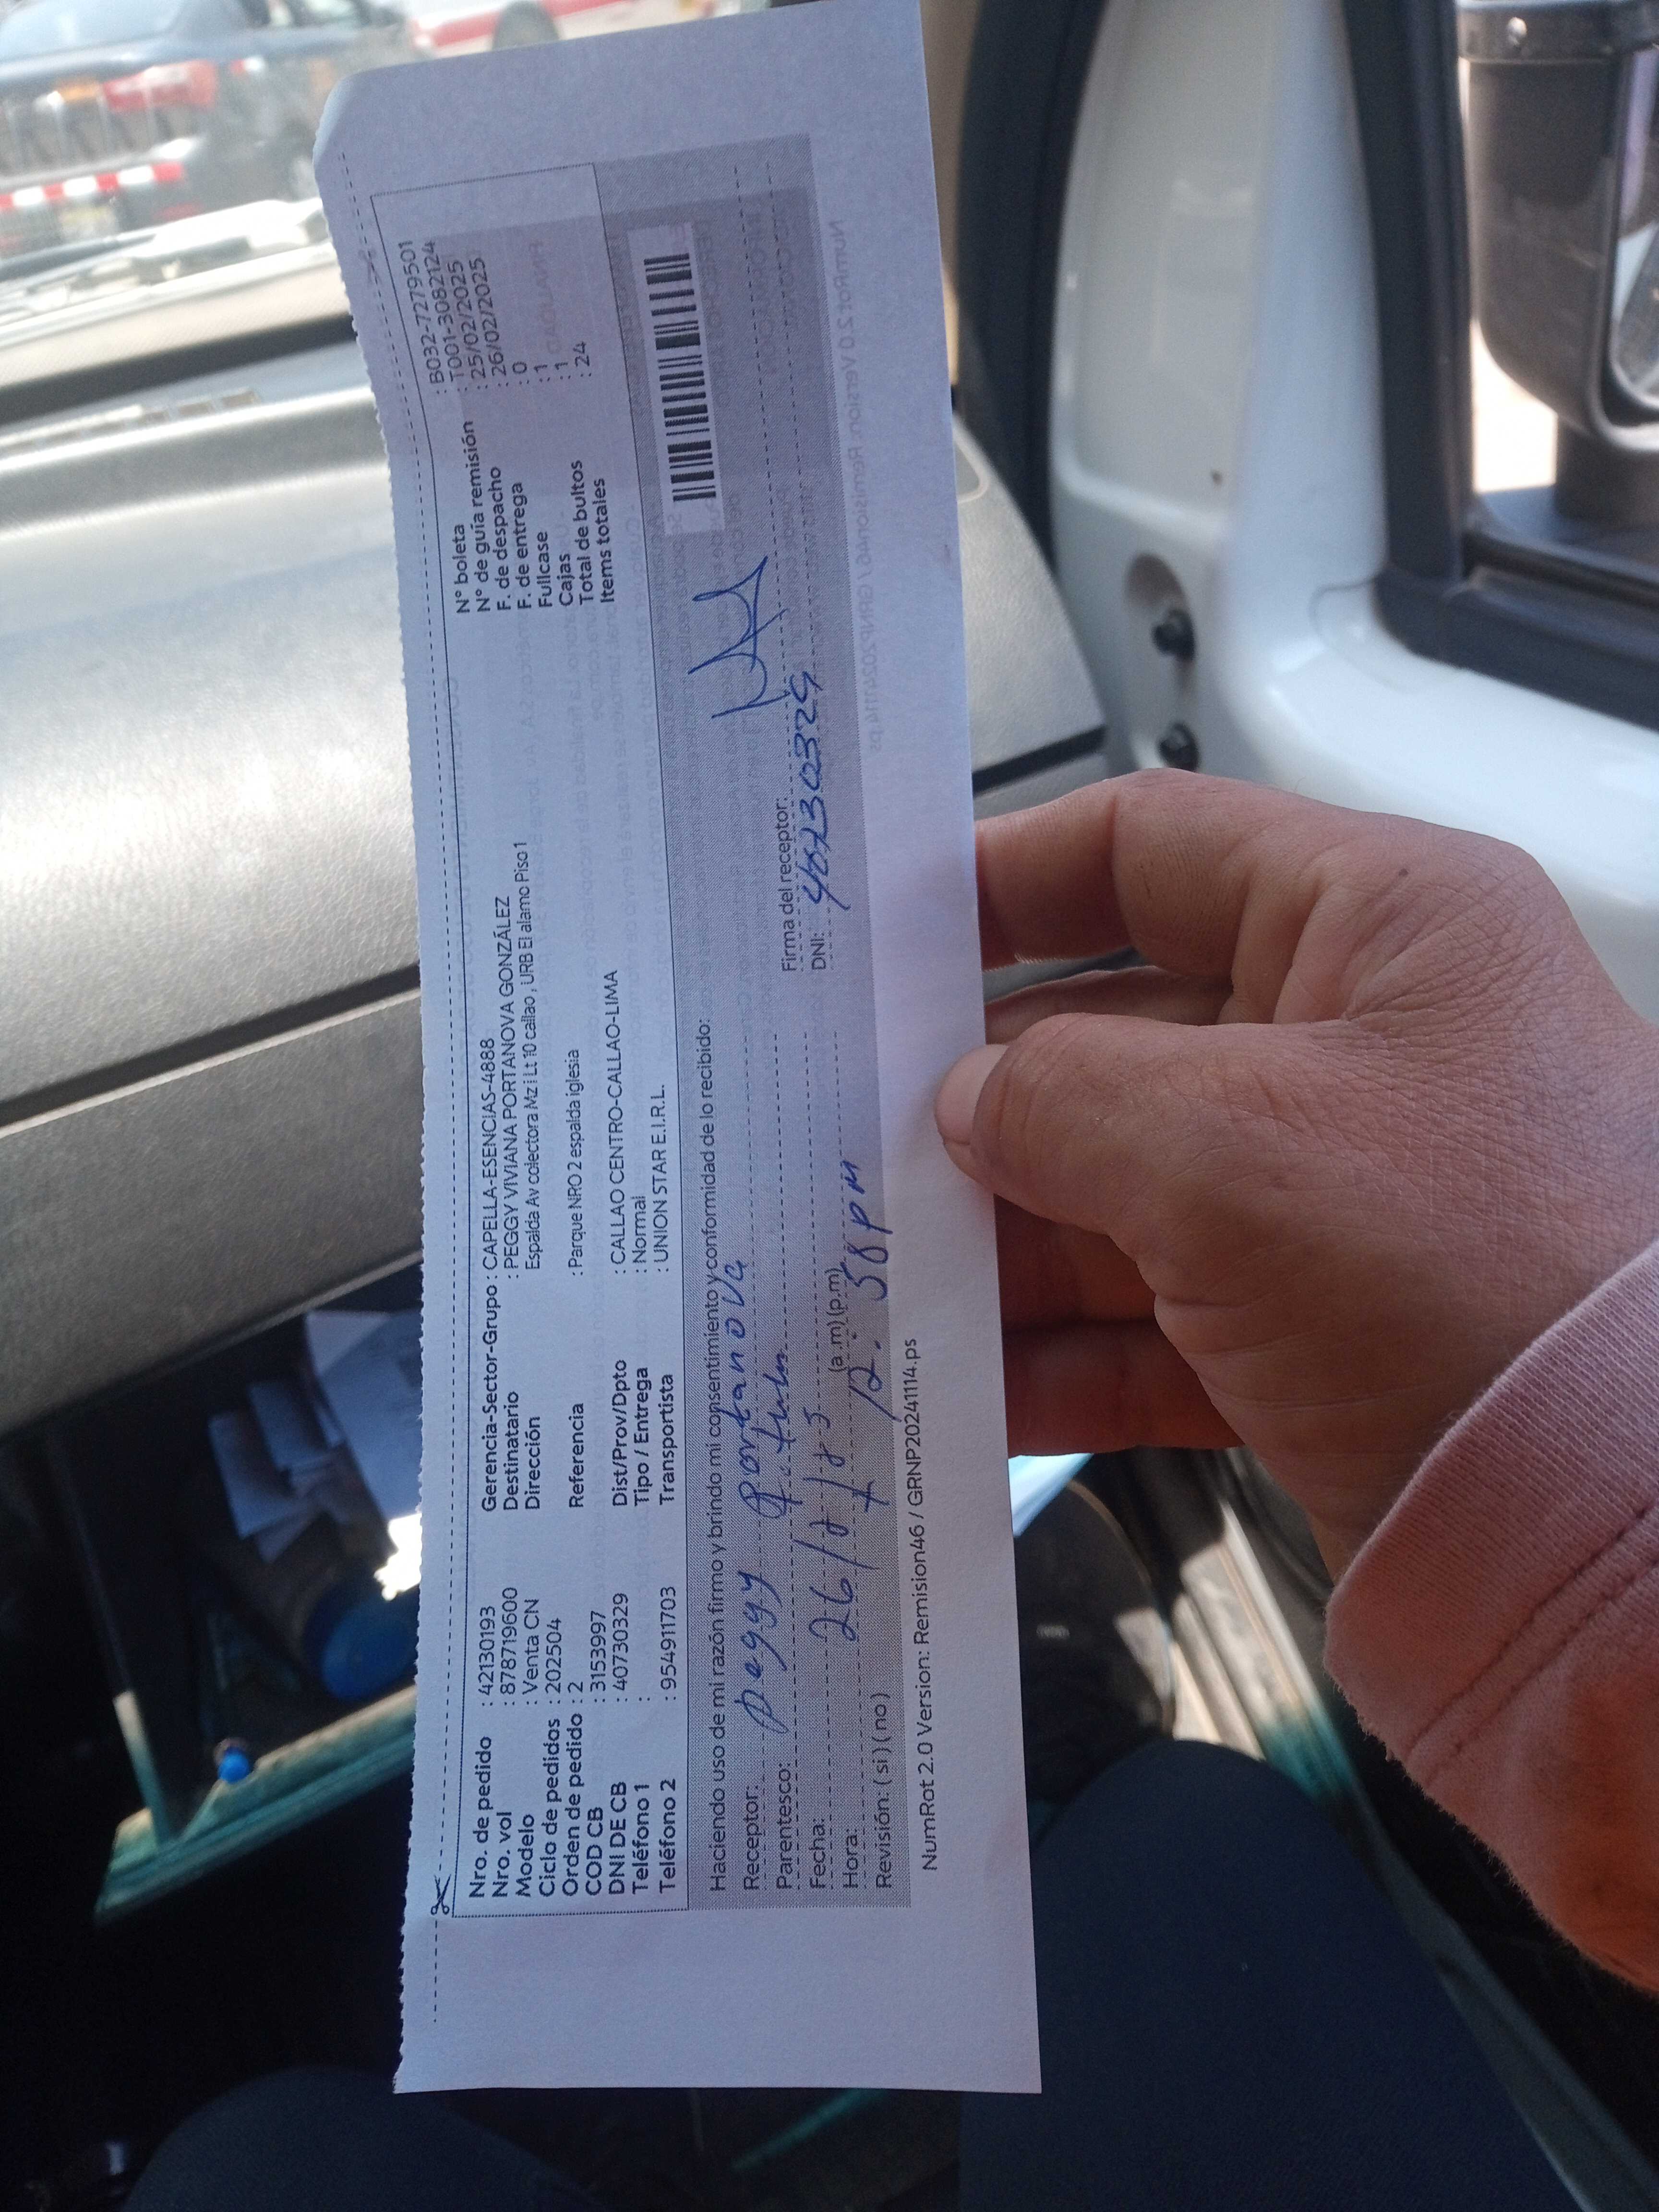 Nro. de pedido : 42130193
Nro. vol : 878719600
Modelo : Venta CN
Ciclo de pedidos : 202504
Orden de pedido : 2
COD CB : 3153997
DNI DE CB : 40730329
Teléfono 1 :
Teléfono 2 : 954911703
Gerencia-Sector-Grupo : CAPELLA-ESENCIAS-4888
Destinatario : PEGGY VIVIANA PORTANOVA GONZÁLEZ
Dirección Espalda Av colectora Mz i Lt 10 callao , URB El alamo Piso 1
Referencia : Parque NRO 2 espalda iglesia
Dist/Prov/Dpto : CALLAO CENTRO-CALLAO-LIMA
Tipo / Entrega : Normal
Transportista : UNION STAR E.I.R.L.
N° boleta : B032-7279501
N° de guía remisión : T001-3082124
F. de despacho : 25/02/2025
F. de entrega : 26/02/2025
Fullcase : 0
Cajas : 1
Total de bultos : 1
Items totales : 24
Haciendo uso de mi razón firmo y brindo mi consentimiento y conformidad de lo recibido:
Receptor: Peggy Portanova
Parentesco:
Fecha: 26/2/
Hora: (a.m) (p.m) 12:58pm
Revisión: ( si ) ( no )
Firma del receptor:
DNI: 40730329
NumRot 2.0 Version: Remision46 / GRNP20241114.ps